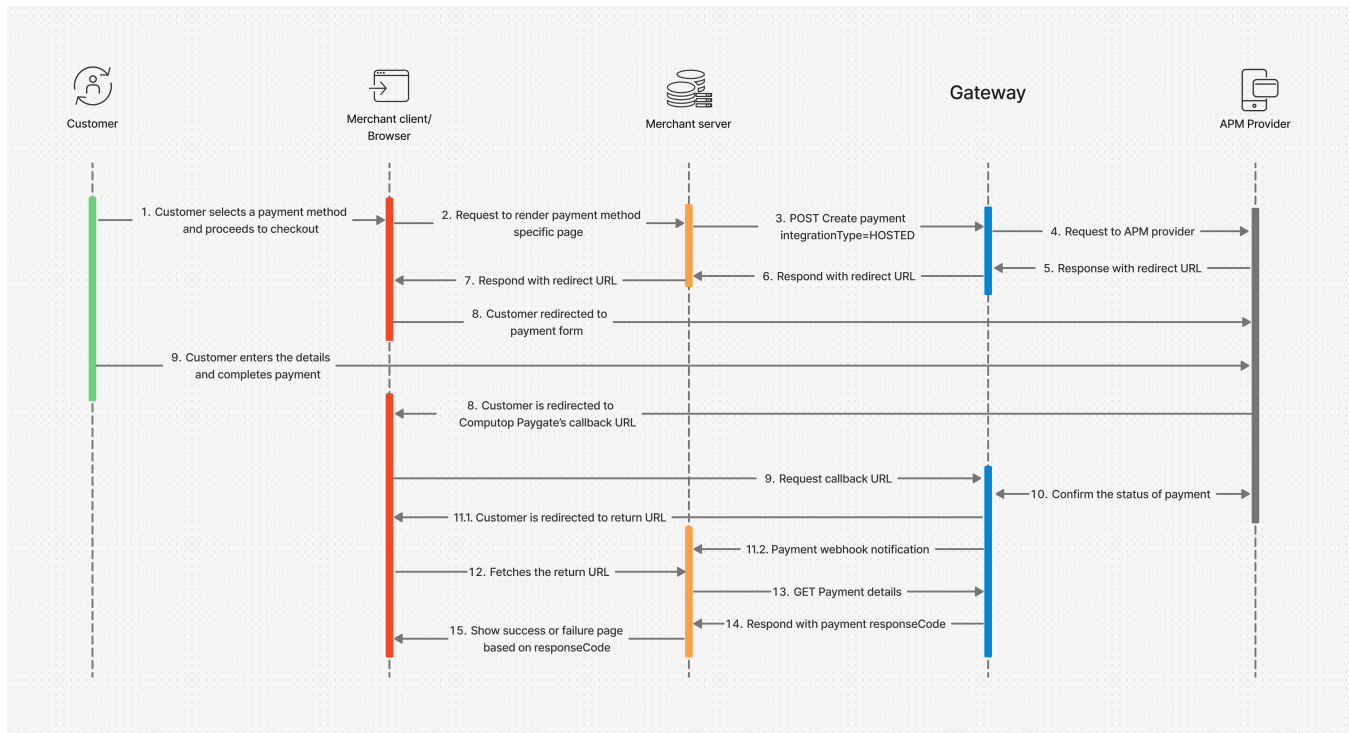 Gateway
Customer
Merchant client/
Browser
Merchant server
APM Provider
1. Customer selects a payment method
and proceeds to checkout
2. Request to render payment method
specific page
3. POST Create payment
integrationType=HOSTED
4. Request to APM provider
5. Response with redirect URL
6. Respond with redirect URL
7. Respond with redirect URL
8. Customer redirected to
payment form
9. Customer enters the details
and completes payment
8. Customer is redirected to
Computop Paygate's callback URL
9. Request callback URL
10. Confirm the status of payment
11.1. Customer is redirected to return URL
11.2. Payment webhook notification
12. Fetches the return URL
13. GET Payment details
14. Respond with payment responseCode
15. Show success or failure page
based on responseCode